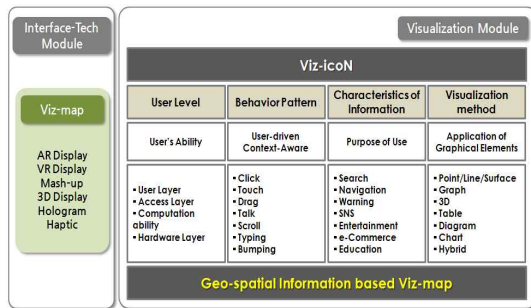 Interface-Tech
Module
Viz-map
AR Display
VR Display
Mash-up
3D Display
Hologram
Haptic
Visualization Module
Viz-icoN
User Level
Behavior Pattern
Characteristics of
Information
Visualization
method
User's Ability
User-driven
Context-Aware
Purpose of Use
Application of
Graphical Elements
▪ User Layer
▪ Access Layer
▪ Computation
ability
▪ Hardware Layer
▪ Click
▪ Touch
▪ Drag
▪ Talk
▪ Scroll
▪ Typing
▪ Bumping
▪ Search
▪ Navigation
▪ Warning
▪ SNS
▪ Entertainment
▪ e-Commerce
▪ Education
▪ Point/Line/Surface
▪ Graph
▪ 3D
▪ Table
▪ Diagram
▪ Chart
▪ Hybrid
Geo-spatial Information based Viz-map